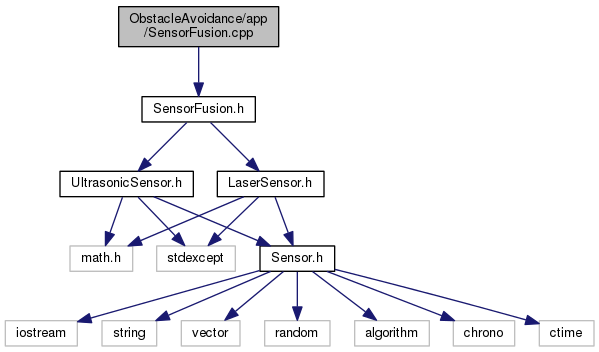 ObstacleAvoidance/app
/SensorFusion.cpp
SensorFusion.h
UltrasonicSensor.h
LaserSensor.h
math.h
stdexcept
Sensor.h
iostream
string
vector
random
algorithm
chrono
ctime